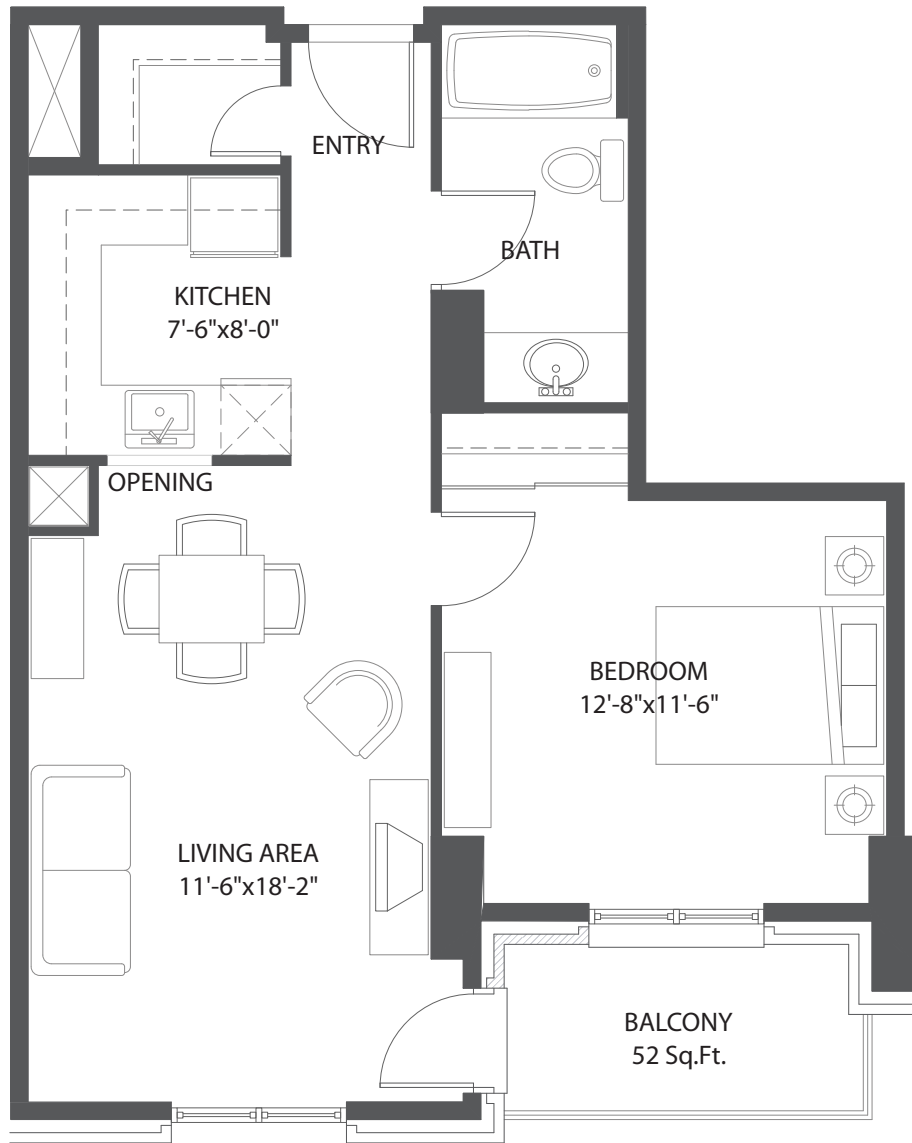 ENTRY
BATH
KITCHEN
7'-6"x8'-0"
OPENING
BEDROOM
12'-8"x11'-6"
LIVING AREA
11'-6"x18'-2"
BALCONY
52 Sq.Ft.